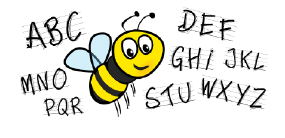 ABC
DEF
GHI JKL
MNO
PQR
STU WXYZ